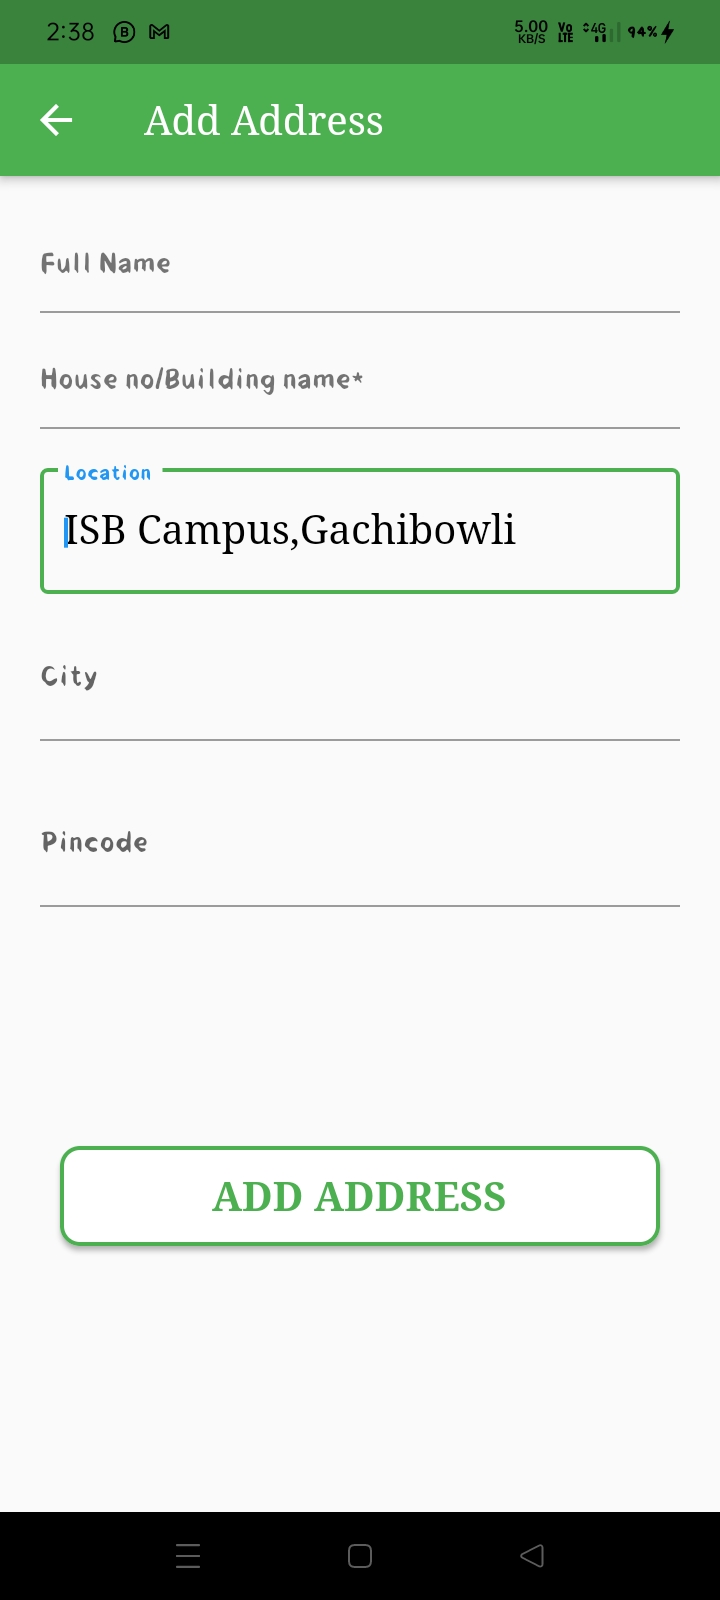 2:38 B M 5.00 KB/S Vo LTE 4G 94%
Add Address
Full Name
House no/Building name*
Location
ISB Campus,Gachibowli
City
Pincode
ADD ADDRESS